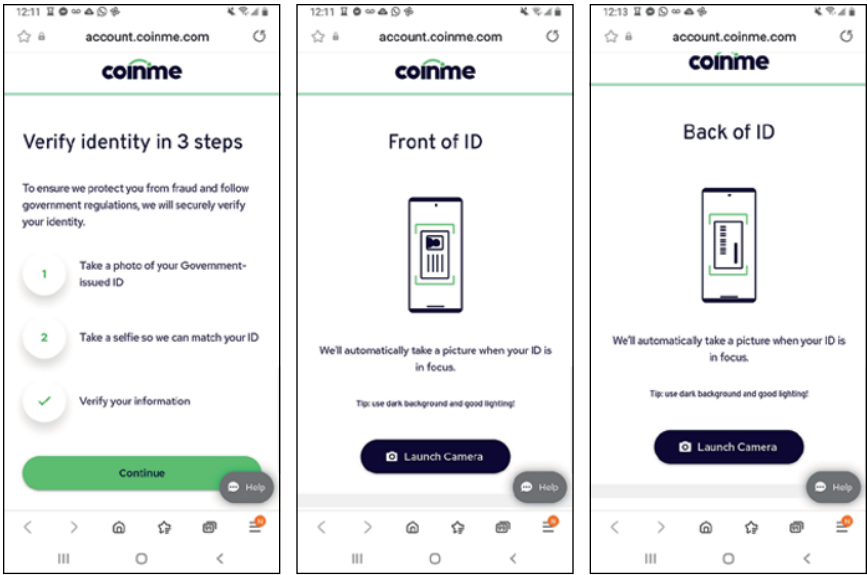 12:11
account.coinme.com
coinme
Verify identity in 3 steps
To ensure we protect you from fraud and follow
government regulations, we will securely verify
your identity.
1
Take a photo of your Government-
issued ID
2
Take a selfie so we can match your ID
Verify your information
Continue
Help
N
12:11
account.coinme.com
coinme
Front of ID
We'll automatically take a picture when your ID is
in focus.
Tip: use dark background and good lighting!
Launch Camera
Help
N
12:13
account.coinme.com
coinme
Back of ID
We'll automatically take a picture when your ID is
in focus.
Tip: use dark background and good lighting!
Launch Camera
Help
N